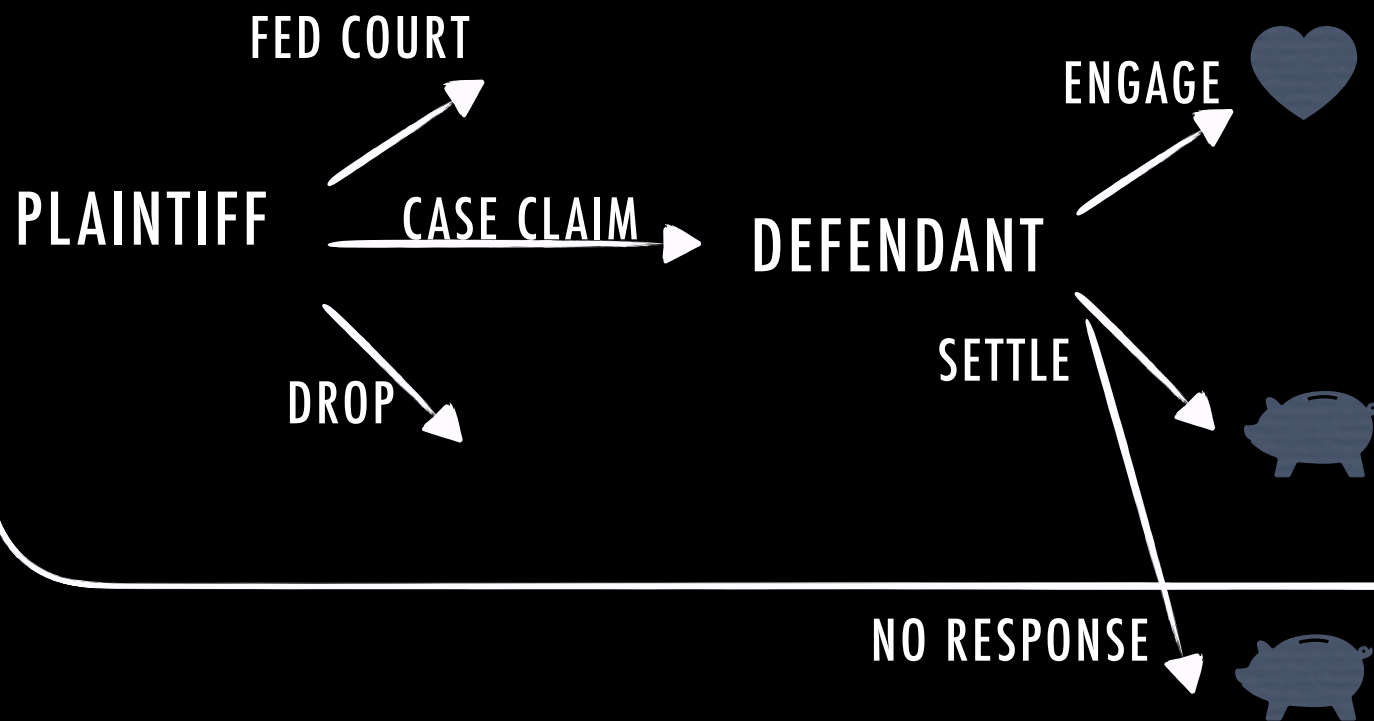 FED COURT
ENGAGE
PLAINTIFF
CASE CLAIM
DEFENDANT
SETTLE
DROP
NO RESPONSE